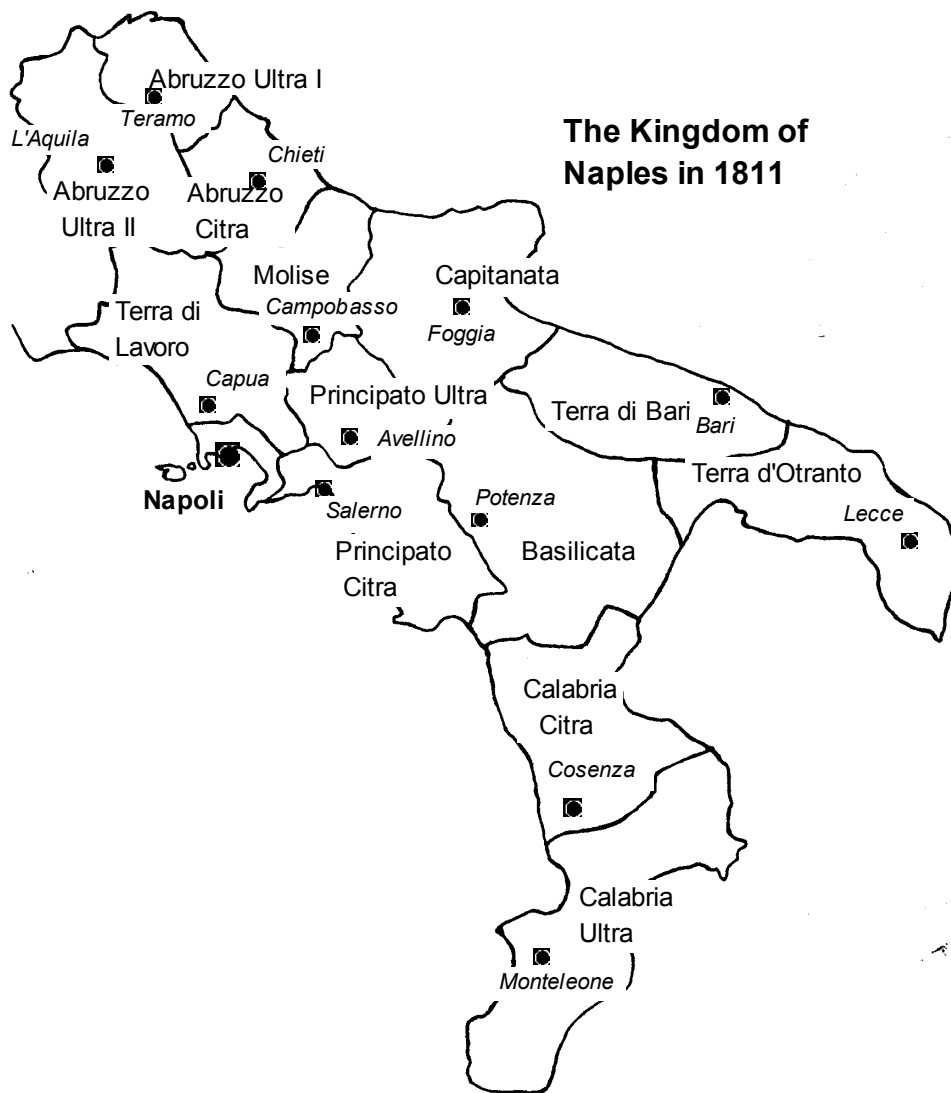 The Kingdom of
Naples in 1811
Abruzzo Ultra I
Teramo
L'Aquila
Abruzzo
Ultra II
Chieti
Abruzzo
Citra
Molise
Campobasso
Capitanata
Foggia
Terra di
Lavoro
Capua
Principato Ultra
Avellino
Terra di Bari
Bari
Napoli
Salerno
Principato
Citra
Potenza
Basilicata
Terra d'Otranto
Lecce
Calabria
Citra
Cosenza
Calabria
Ultra
Monteleone